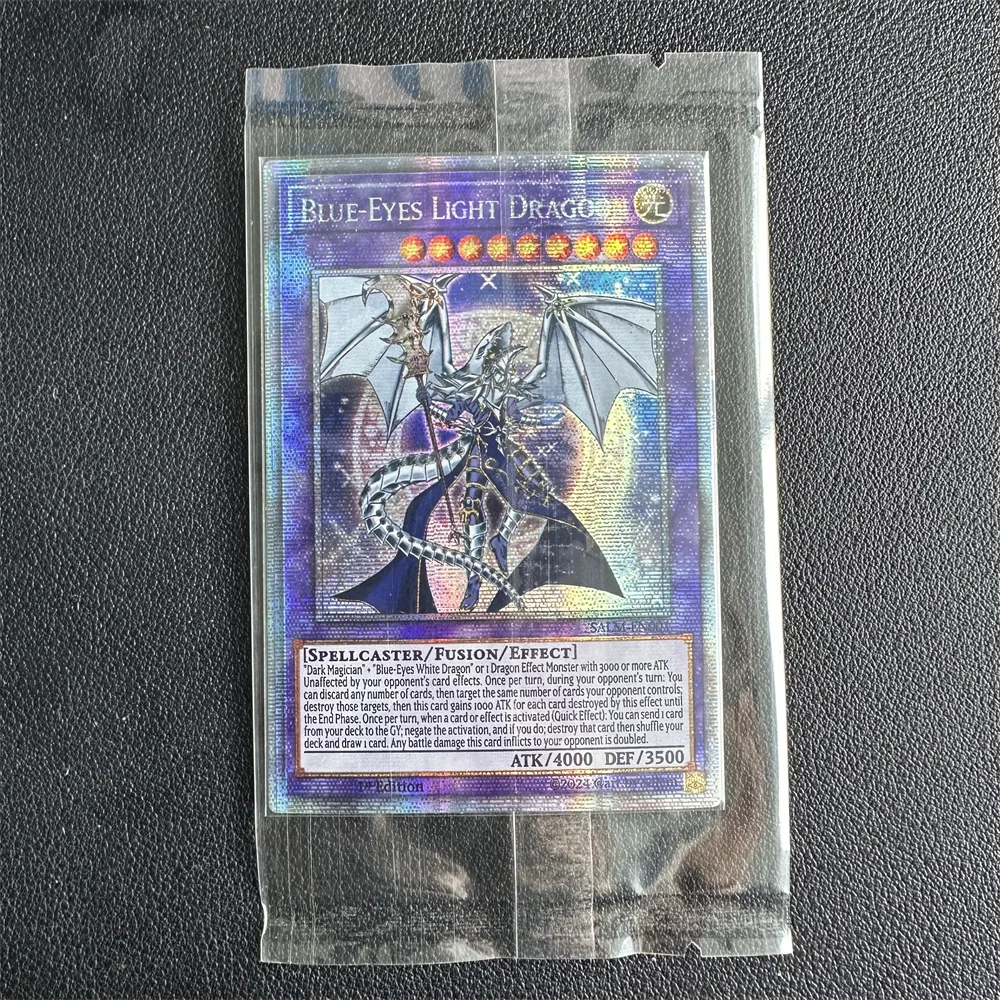 BLUE-EYES LIGHT DRAGO
光
[SPELLCASTER/FUSION/EFFECT]
"Dark Magician" + "Blue-Eyes White Dragon" or 1 Dragon Effect Monster with 3000 or more ATK
Unaffected by your opponent's card effects. Once per turn, during your opponent's turn: You
can discard any number of cards, then target the same number of cards your opponent controls;
destroy those targets, then this card gains 1000 ATK for each card destroyed by this effect until
the End Phase. Once per turn, when a card or effect is activated (Quick Effect): You can send 1 card
from your deck to the GY; negate the activation, and if you do; destroy that card then shuffle your
deck and draw 1 card. Any battle damage this card inflicts to your opponent is doubled.
ATK/4000 DEF/3500
1st Edition
©2024